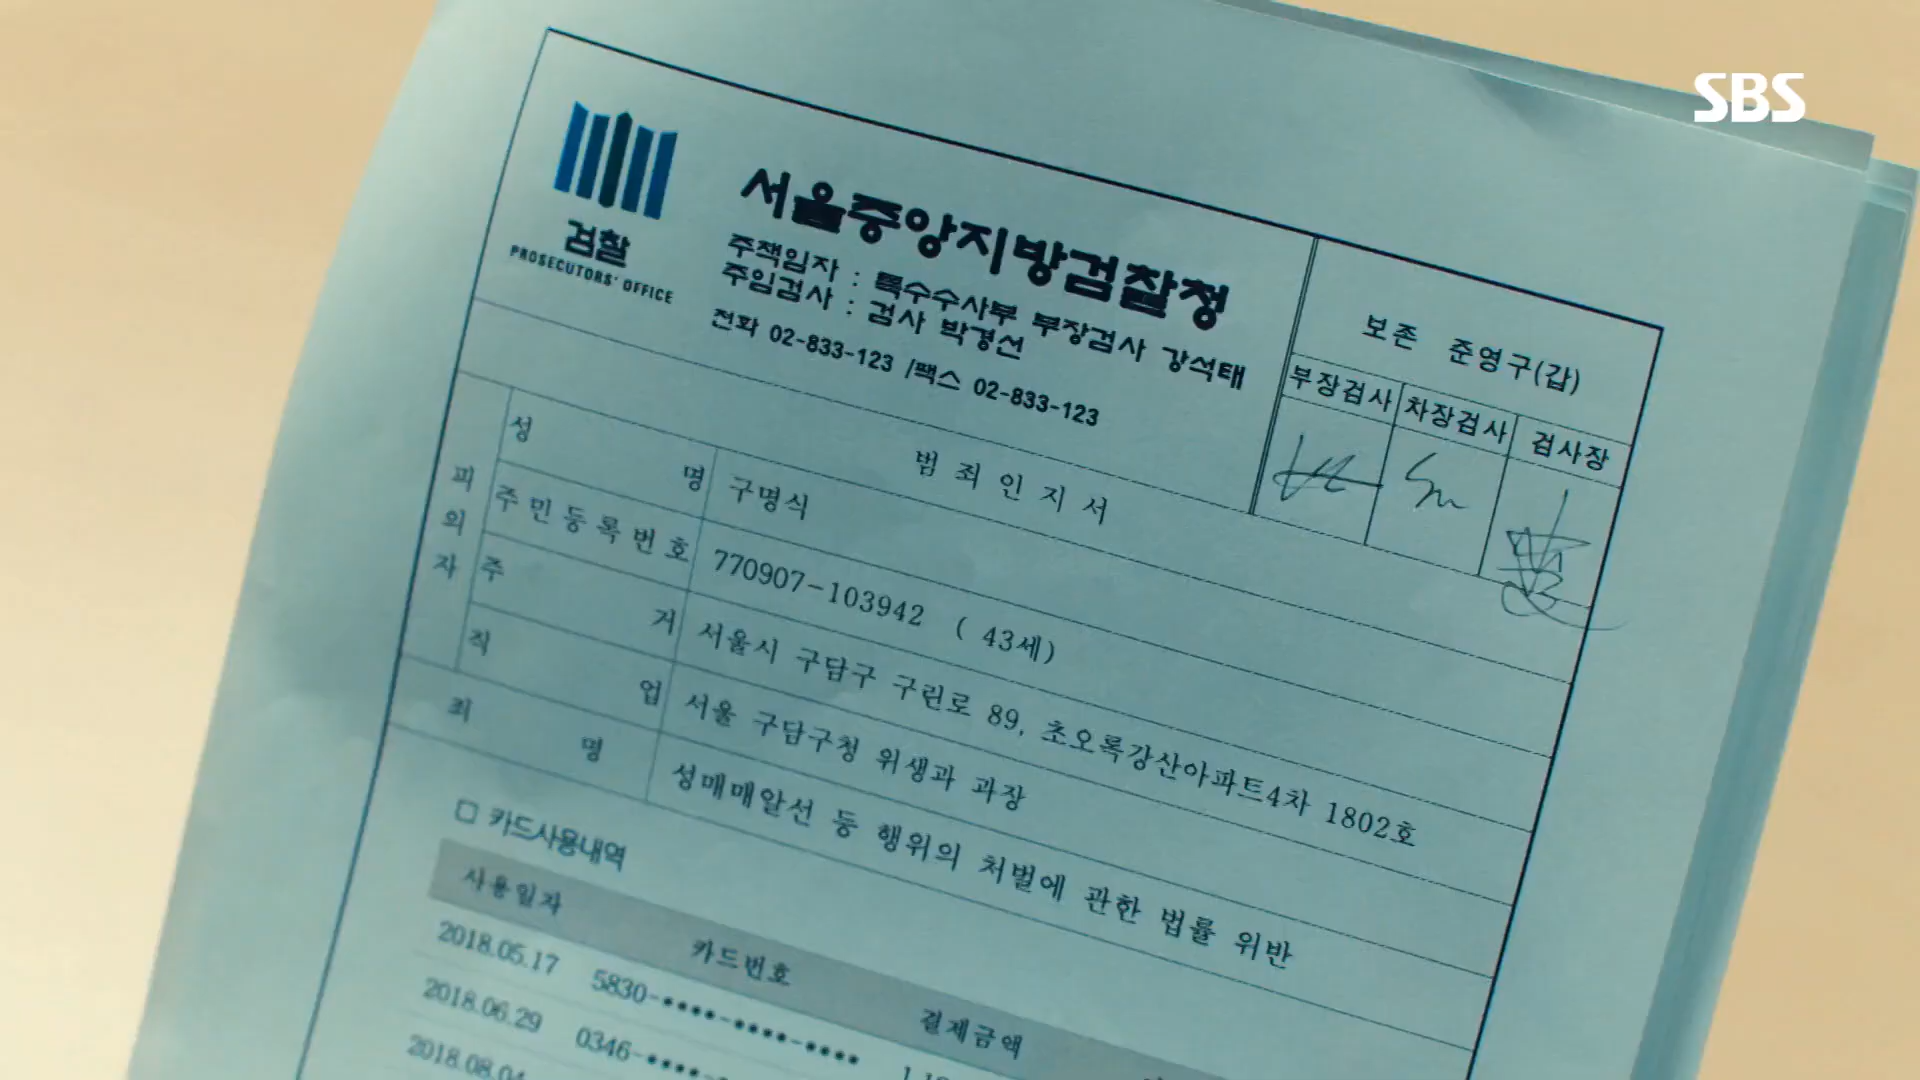 SBS
검찰
PROSECUTORS' OFFICE
서울중앙지방검찰청
주책임자 : 특수수사부 부장검사 강석태
주임검사 : 검사 박경선
전화 02-833-123 /팩스 02-833-123
보존 준영구(갑)
부장검사 차장검사 검사장
범 죄 인 지 서
피의자
성 명 구명식
주민등록번호 770907-103942 ( 43세)
주 거 서울시 구담구 구린로 89, 초오록강산아파트4차 1802호
직 업 서울 구담구청 위생과 과장
죄 명 성매매알선 등 행위의 처벌에 관한 법률 위반
□ 카드사용내역
사용일자 카드번호 결제금액
2018.05.17 5830-****-****-****
2018.06.29 0346-****-
2018.08.04